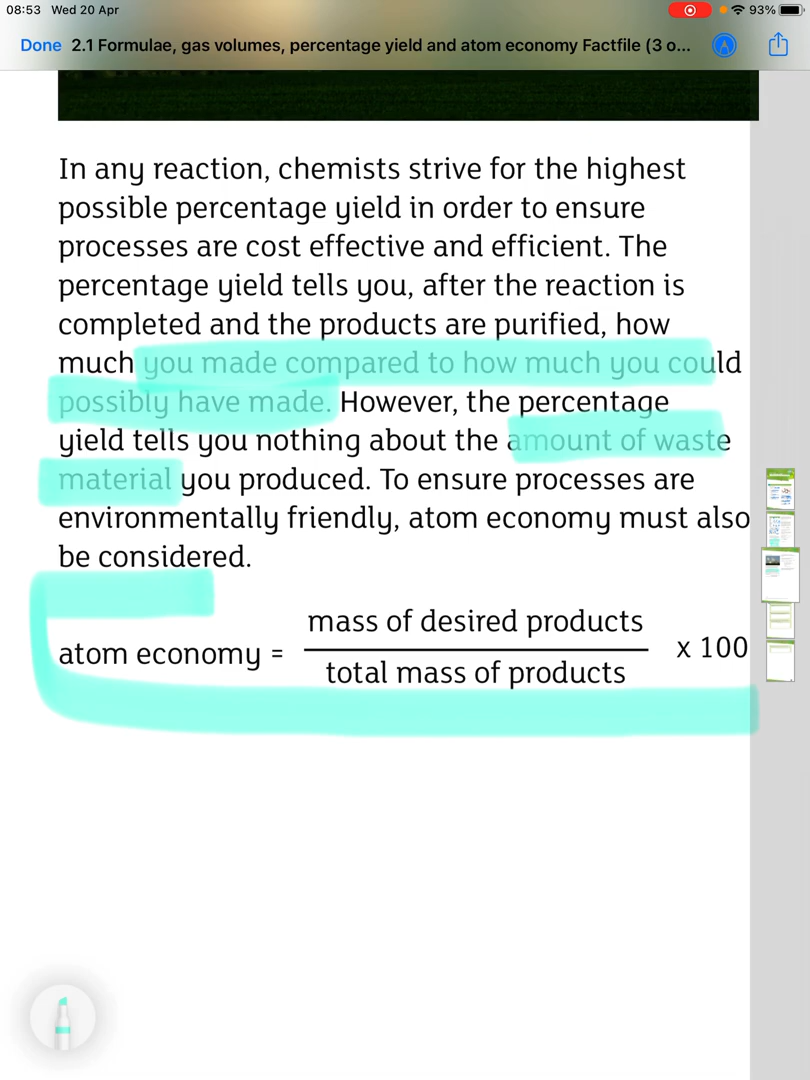 08:53 Wed 20 Apr 93%
Done 2.1 Formulae, gas volumes, percentage yield and atom economy Factfile (3 o...
In any reaction, chemists strive for the highest
possible percentage yield in order to ensure
processes are cost effective and efficient. The
percentage yield tells you, after the reaction is
completed and the products are purified, how
much you made compared to how much you could
possibly have made. However, the percentage
yield tells you nothing about the amount of waste
material you produced. To ensure processes are
environmentally friendly, atom economy must also
be considered.
mass of desired products
atom economy = x 100
total mass of products